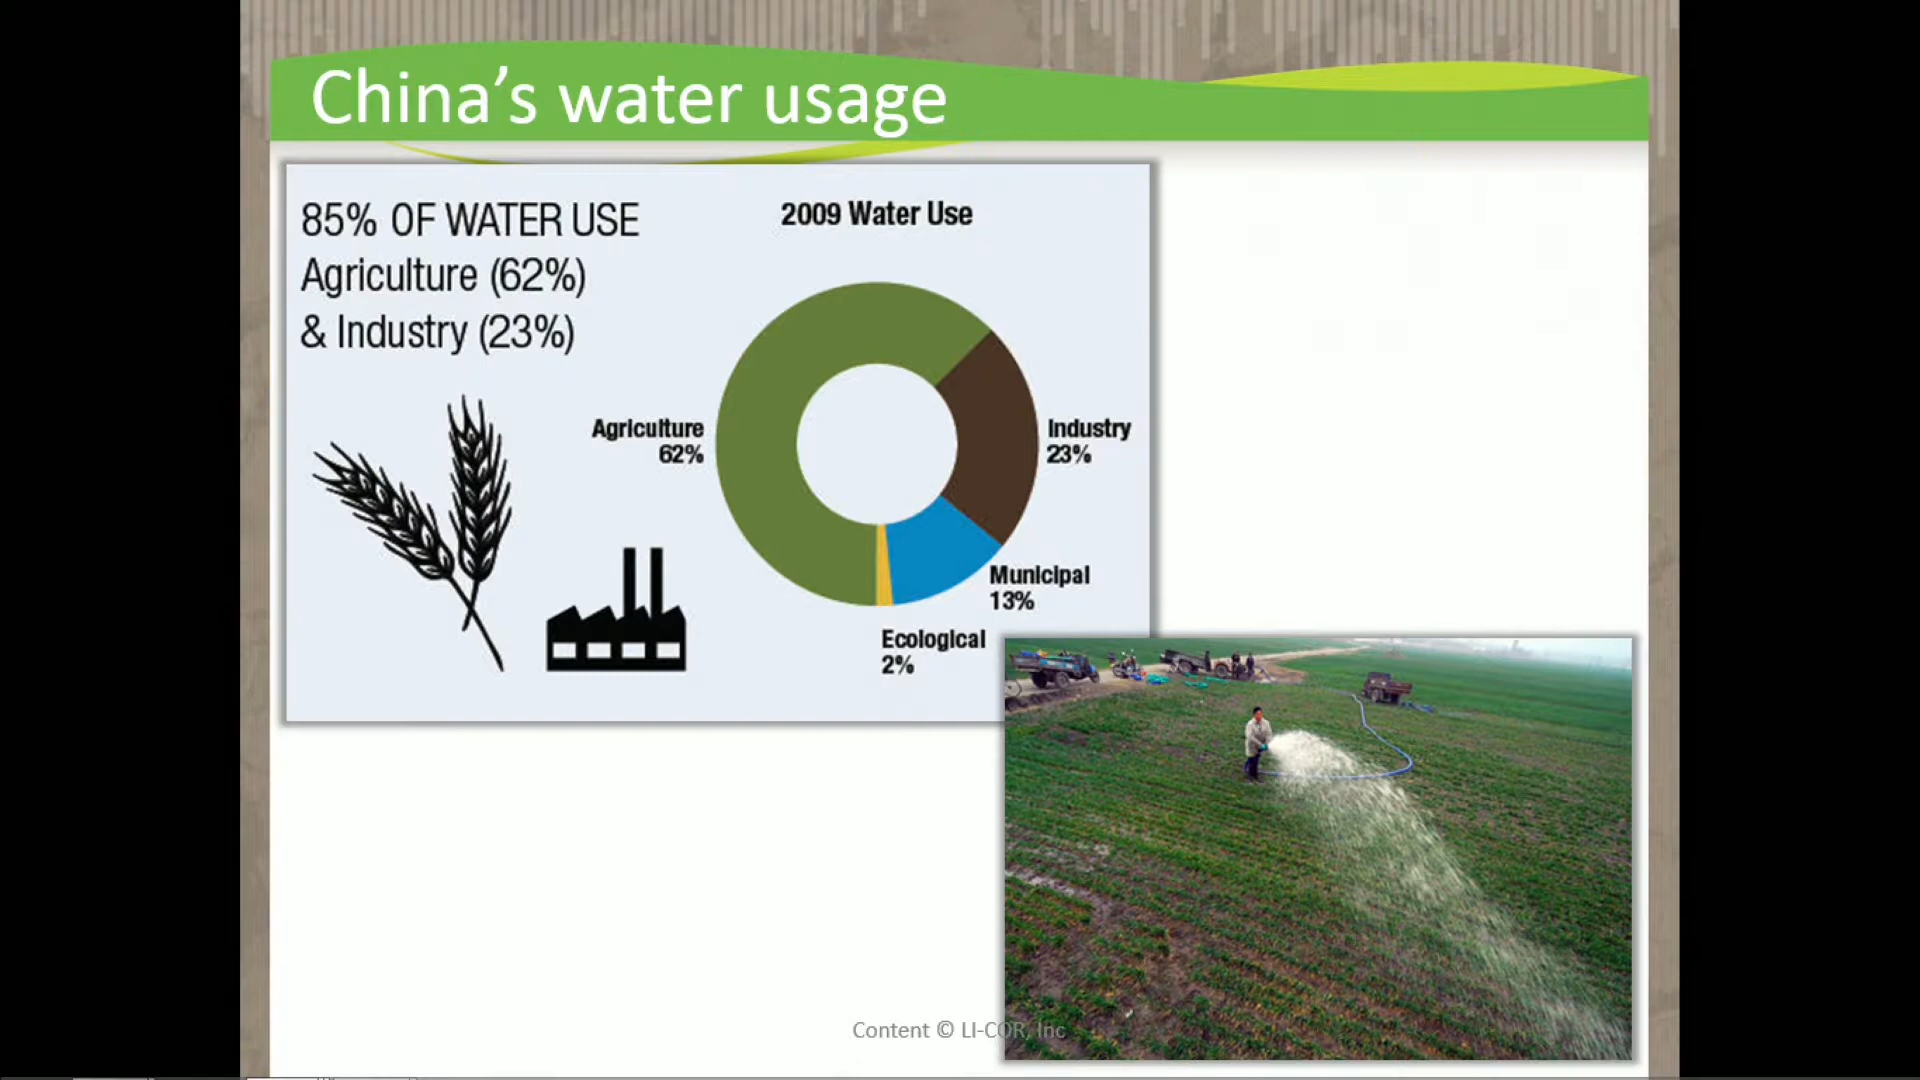 China’s water usage
85% OF WATER USE
Agriculture (62%)
& Industry (23%)
2009 Water Use
Agriculture
62%
Industry
23%
Municipal
13%
Ecological
2%
Content © LI-COR, Inc